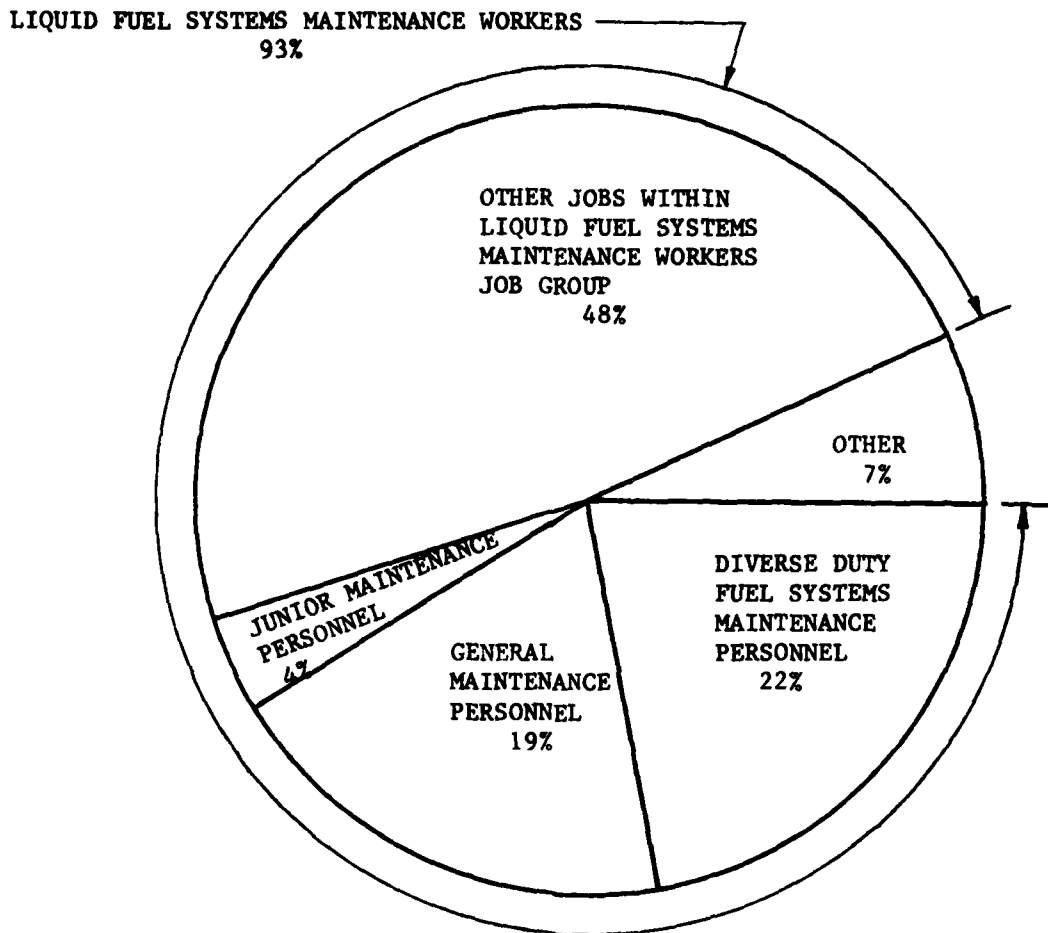 LIQUID FUEL SYSTEMS MAINTENANCE WORKERS
93%
OTHER JOBS WITHIN
LIQUID FUEL SYSTEMS
MAINTENANCE WORKERS
JOB GROUP
48%
OTHER
7%
DIVERSE DUTY
FUEL SYSTEMS
MAINTENANCE
PERSONNEL
22%
GENERAL
MAINTENANCE
PERSONNEL
19%
JUNIOR MAINTENANCE
PERSONNEL
4%